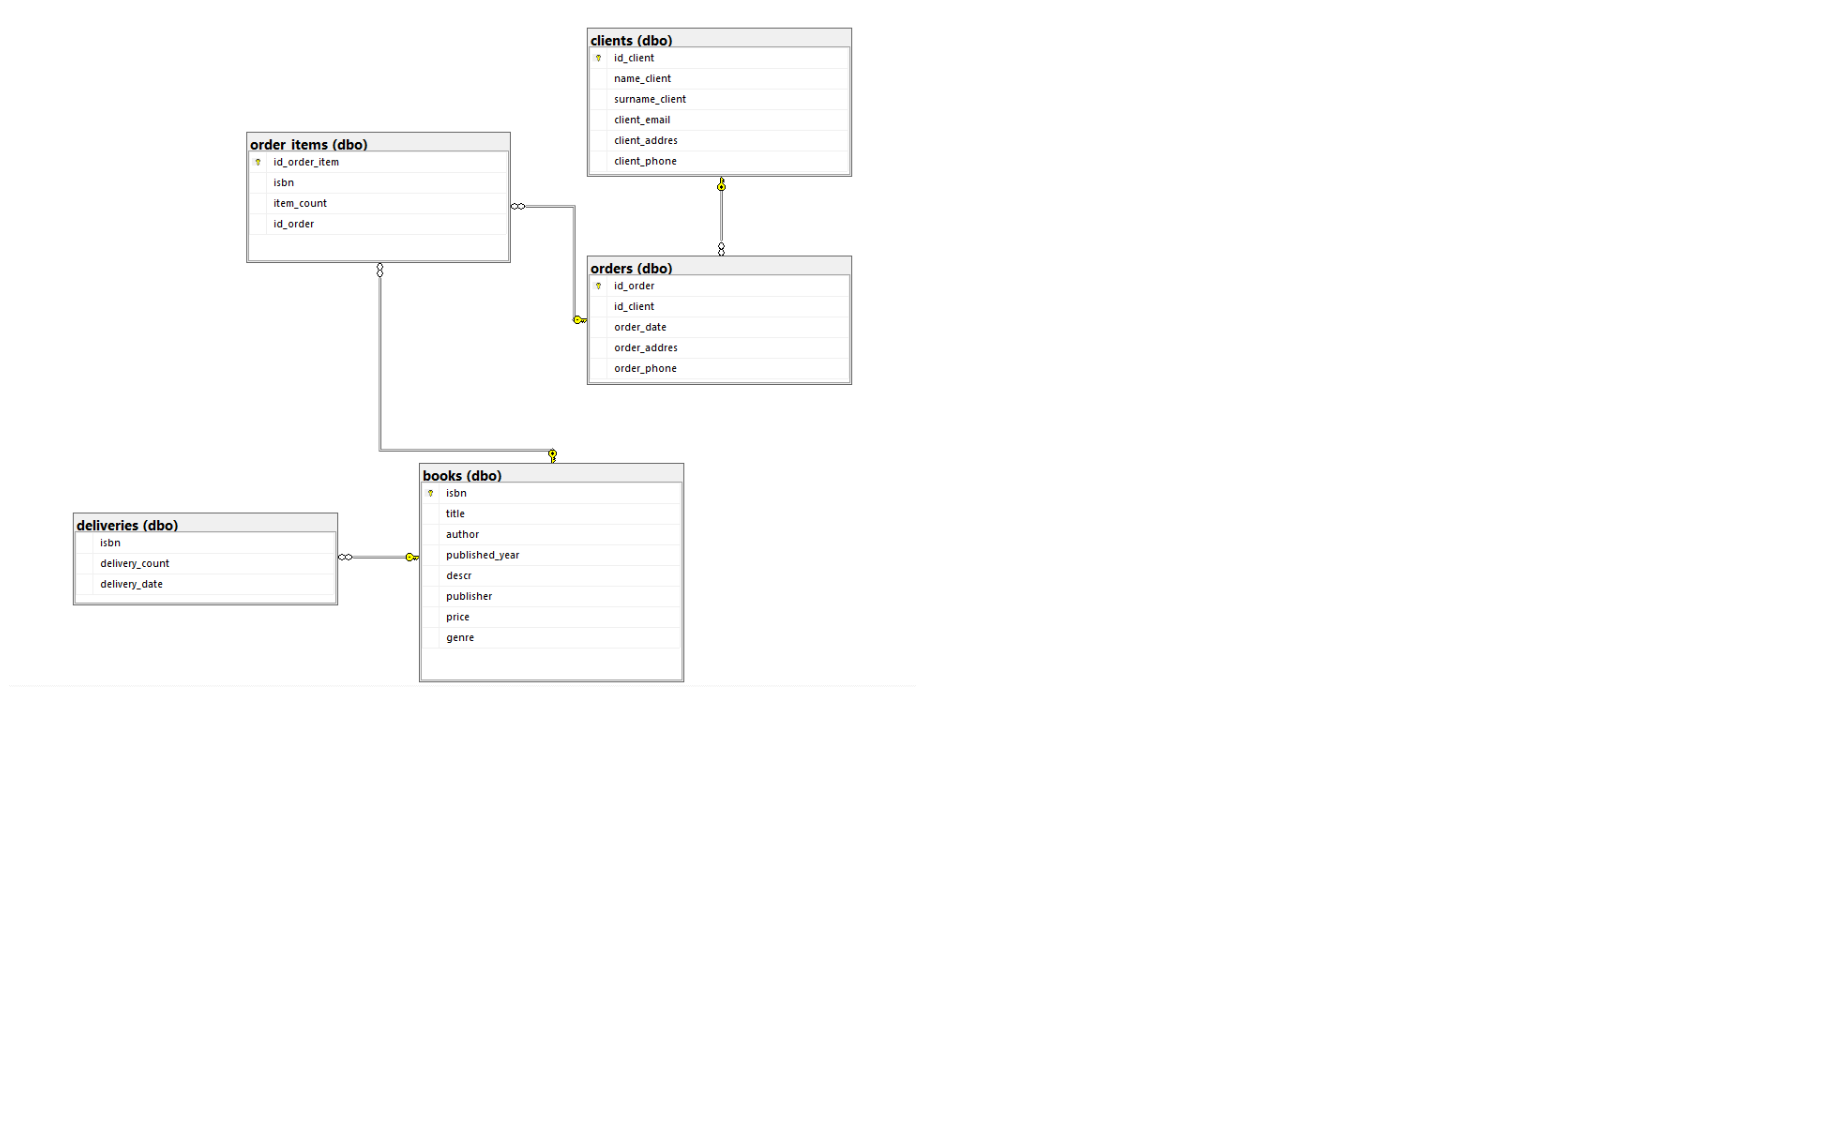 clients (dbo)
id_client
name_client
surname_client
client_email
client_addres
client_phone
order_items (dbo)
id_order_item
isbn
item_count
id_order
orders (dbo)
id_order
id_client
order_date
order_addres
order_phone
books (dbo)
isbn
title
author
published_year
descr
publisher
price
genre
deliveries (dbo)
isbn
delivery_count
delivery_date